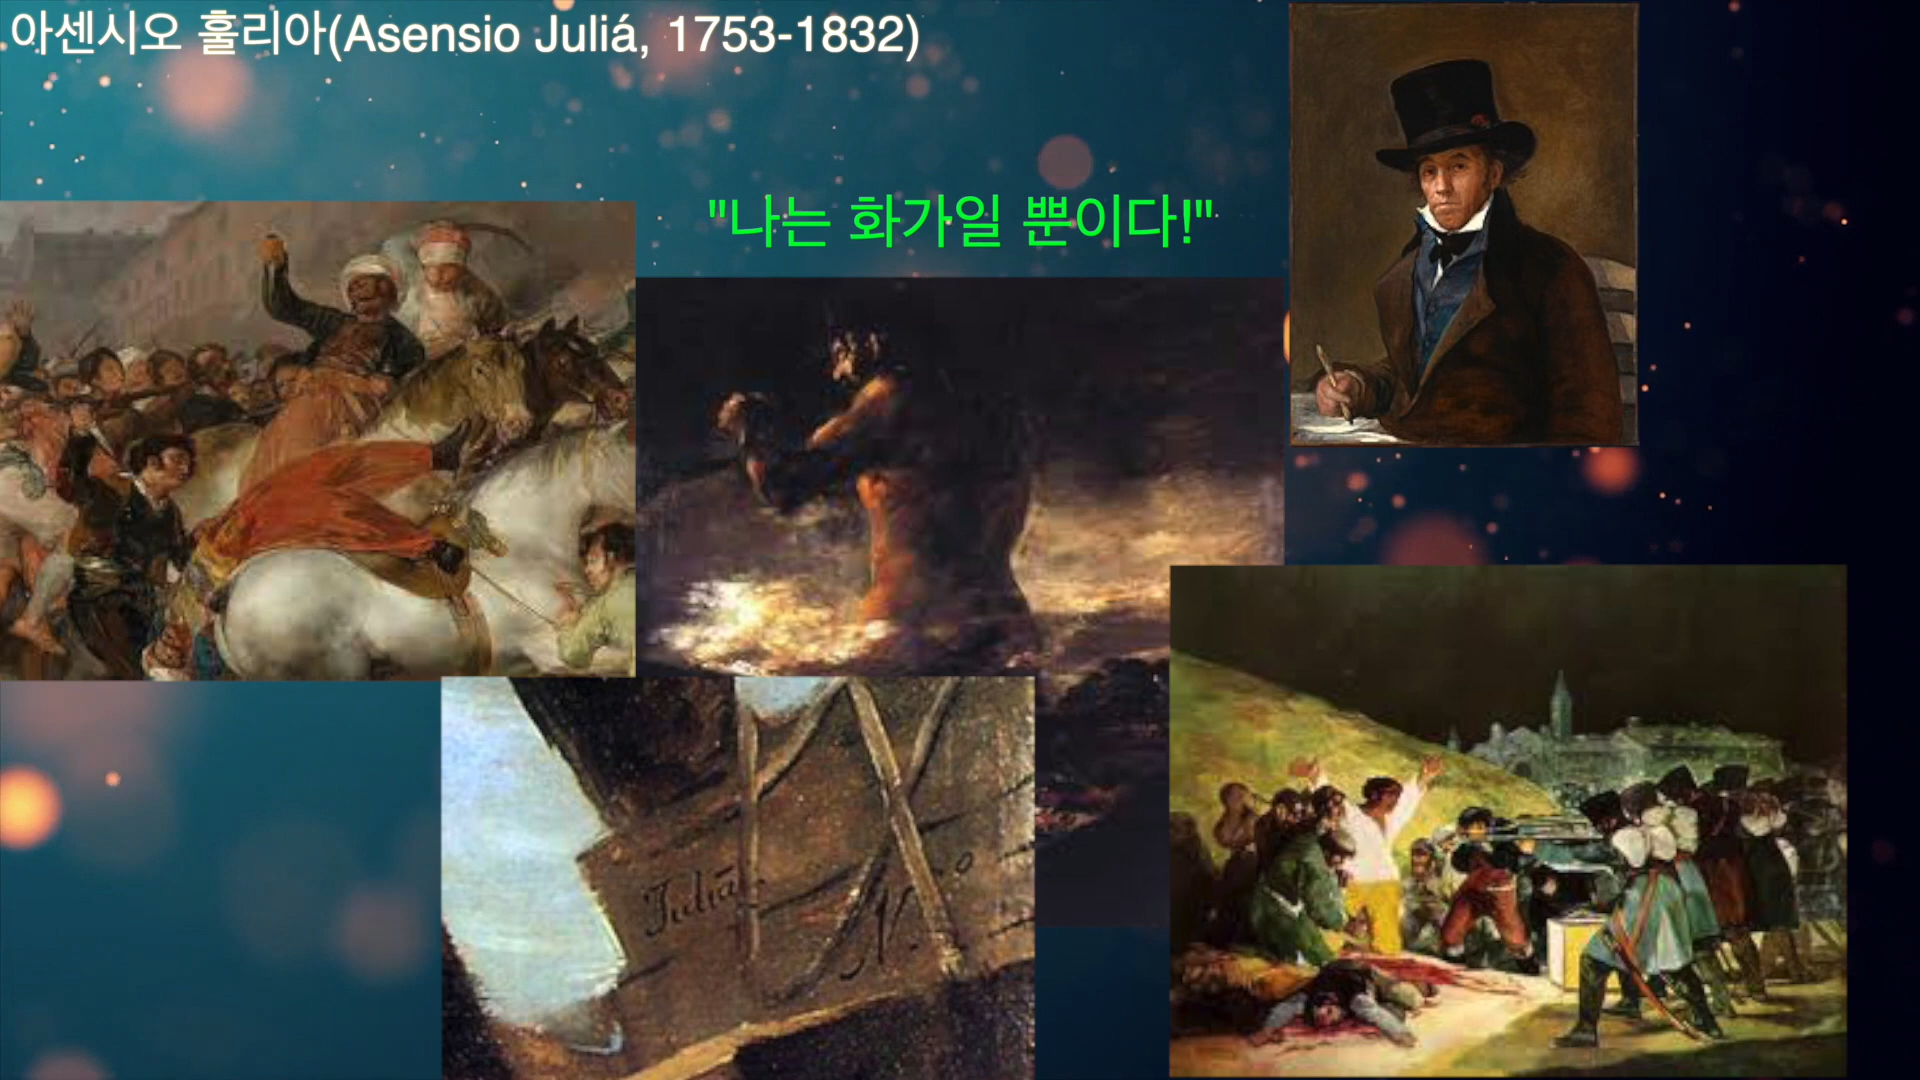 아센시오 훌리아(Asensio Juliá, 1753-1832)
"나는 화가일 뿐이다!"
Juliá